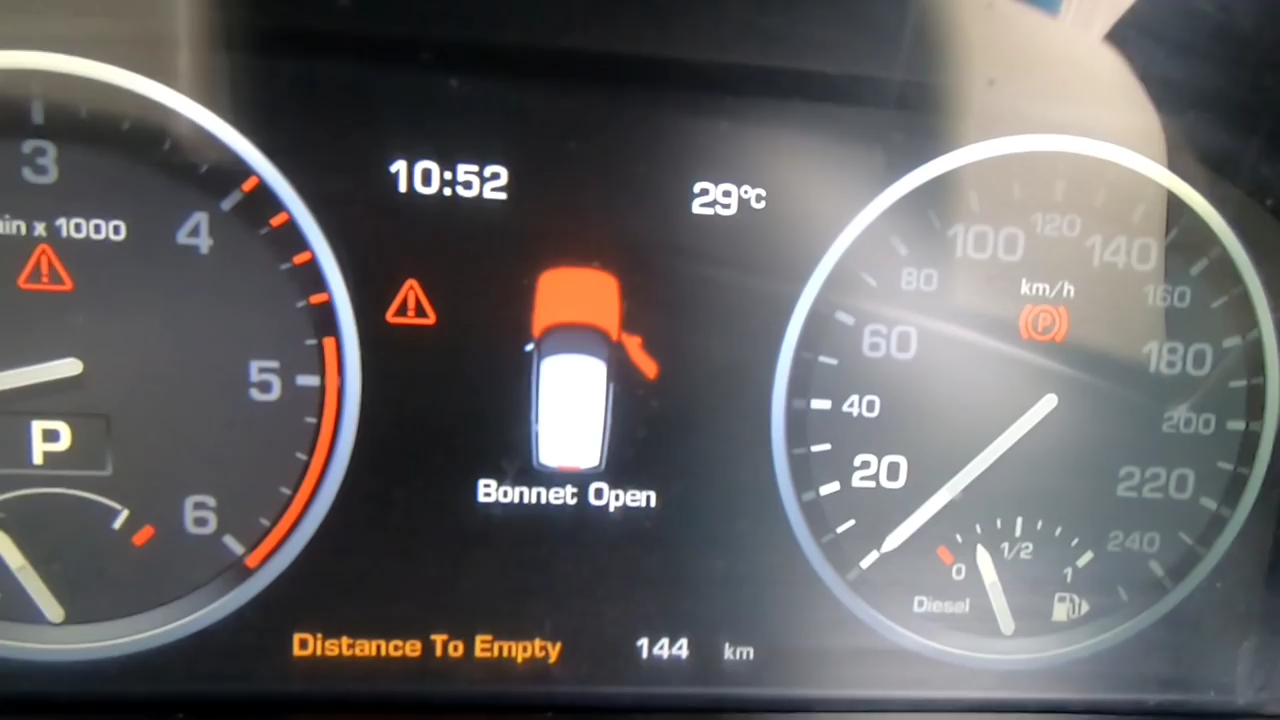 10:52
29°C
3
4
5
6
in x 1000
P
Bonnet Open
Distance To Empty 144 km
20
40
60
80
100
120
140
160
180
200
220
240
km/h
P
0
1/2
1
Diesel